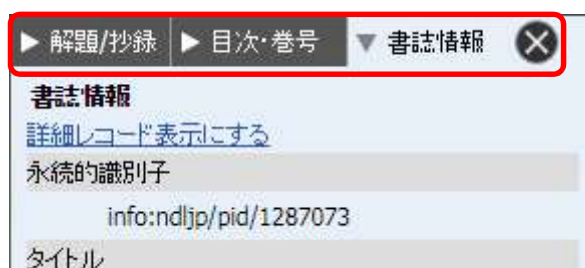 ▶ 解題/抄録 ▶ 目次・巻号 ▼ 書誌情報
書誌情報
詳細レコード表示にする
永続的識別子
info:ndljp/pid/1287073
タイトル